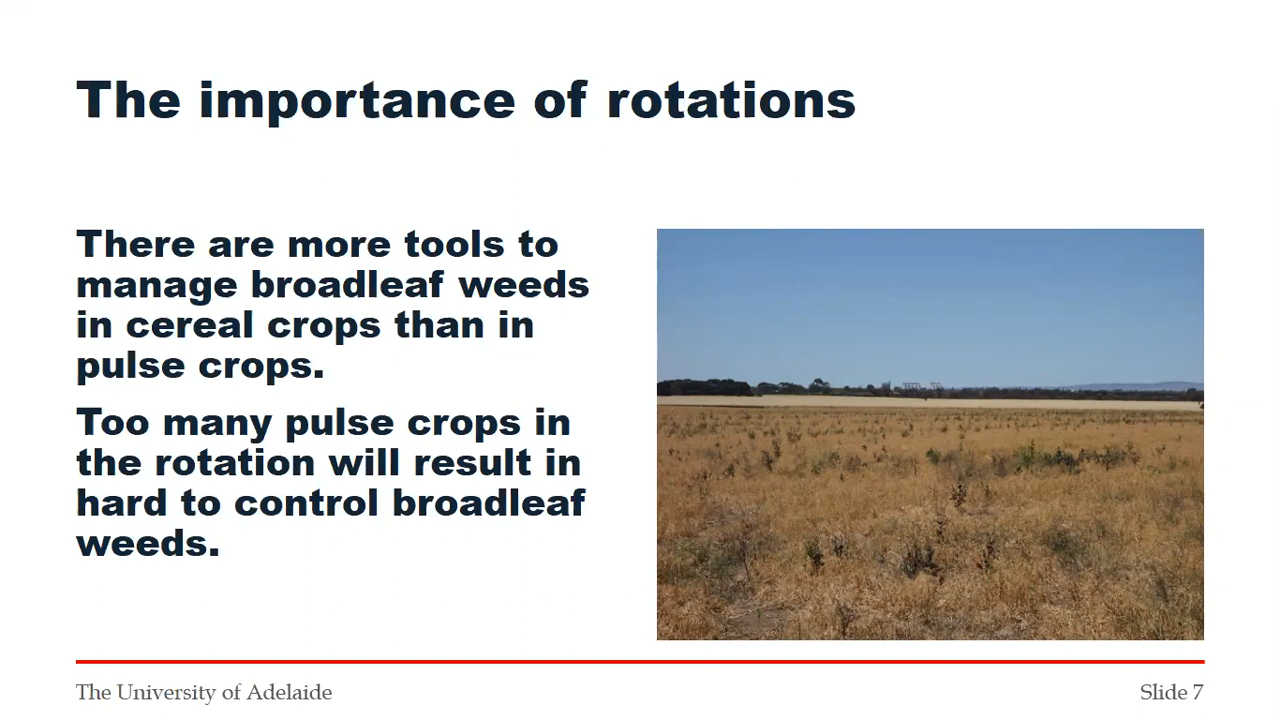 The importance of rotations
There are more tools to
manage broadleaf weeds
in cereal crops than in
pulse crops.
Too many pulse crops in
the rotation will result in
hard to control broadleaf
weeds.
The University of Adelaide
Slide 7